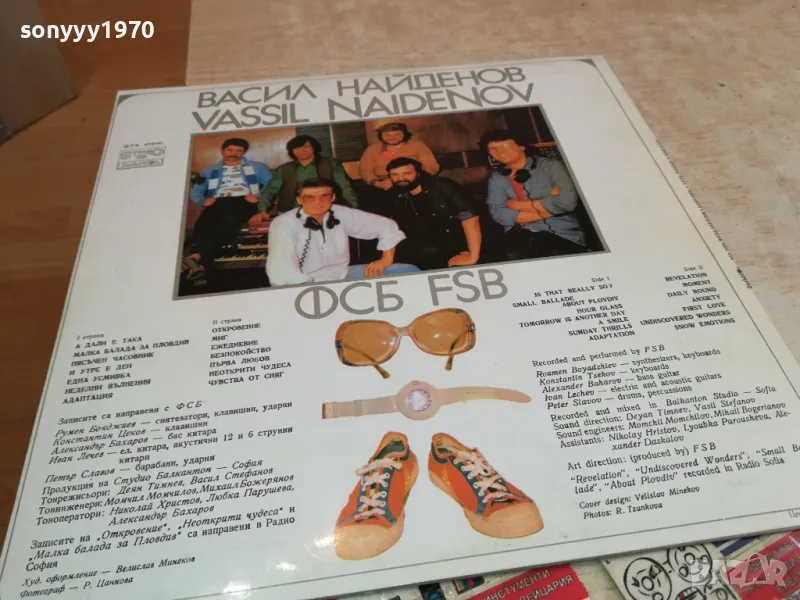 sonyyy1970
ВАСИЛ НАЙДЕНОВ
VASSIL NAIDENOV
ФСБ FSB
I страна
А ДАЛИ Е ТАКА
МАЛКА БАЛАДА ЗА ПЛОВДИВ
ПЯСЪЧЕН ЧАСОВНИК
И УТРЕ Е ДЕН
ЕДНА УСМИВКА
НЕДЕЛНИ ВЪЛНЕНИЯ
АДАПТАЦИЯ
II страна
ОТКРОВЕНИЕ
МИГ
ЕЖЕДНЕВИЕ
БЕЗПОКОЙСТВО
ПЪРВА ЛЮБОВ
НЕОТКРИТИ ЧУДЕСА
ЧУВСТВА ОТ СНЯГ
Side I
IS THAT REALLY SO?
SMALL BALLADE ABOUT PLOVDIV
HOUR GLASS
TOMORROW IS ANOTHER DAY
A SMILE
SUNDAY THRILLS
ADAPTATION
Side II
REVELATION
MOMENT
DAILY ROUND
ANXIETY
FIRST LOVE
UNDISCOVERED WONDERS
SNOW EMOTIONS
Записите са направени с ФСБ
Румен Бояджиев — синтезатори, клавишни, ударни
Константин Цеков — клавишни
Александър Бахаров — бас китара
Иван Лечев — ел. китара, акустични 12 и 6 струнни
китари
Петър Славов — барабани, ударни
Продукция на Студио Балкантон — София
Тонрежисьори: Деян Тимнев, Васил Стефанов
Тонинженери: Момчил Момчилов, Михаил Божерянов
Тоноператори: Николай Христов, Любка Парушева,
Александър Бахаров
Записите на „Откровение", „Неоткрити чудеса" и
„Малка балада за Пловдив" са направени в Радио
София
Худ. оформление — Велислав Минеков
Фотограф — Р. Цанкова
Recorded and performed by FSB
Roumen Boyadzhiev — synthesizers, keyboards
Konstantin Tsekov — keyboards
Alexander Baharov — bass guitar
Ivan Lechev — electric and acoustic guitars
Peter Slavov — drums, percussions
Recorded and mixed in Balkanton Studio — Sofia
Sound direction: Deyan Timnev, Vasil Stefanov
Sound engineers: Momchil Momchilov, Mihail Bogerianov
Assistants: Nikolay Hristov, Lyoubka Parousheva, Ale-
xander Daskalov
Art direction: (produced by) FSB
"Revelation", "Undiscovered Wonders", "Small Bal-
lade", "About Plovdiv" recorded in Radio Sofia
Cover design: Velislav Minekov
Photos: R. Tzankova
ИНСТУМЕНТИ
ШВЕЙЦАРИЯ
bazar